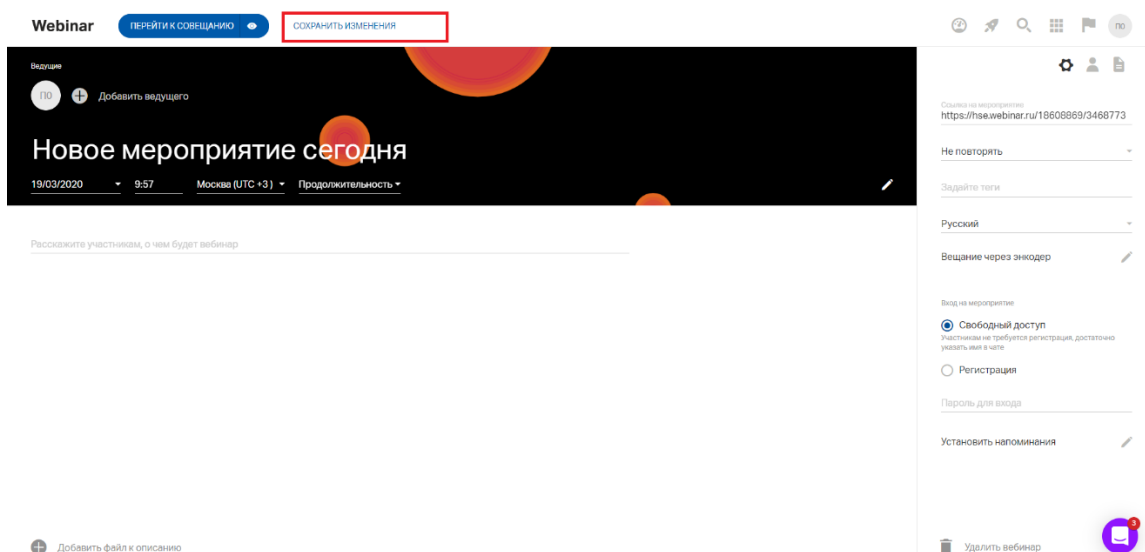 Webinar
ПЕРЕЙТИ К СОВЕЩАНИЮ
СОХРАНИТЬ ИЗМЕНЕНИЯ
ПО
Ведущие
ПО
Добавить ведущего
Новое мероприятие сегодня
19/03/2020
9:57
Москва (UTC +3)
Продолжительность
Расскажите участникам, о чем будет вебинар
Добавить файл к описанию
Ссылка на мероприятие
https://hse.webinar.ru/18608869/3468773
Не повторять
Задайте теги
Русский
Вещание через энкодер
Вход на мероприятие
Свободный доступ
Участникам не требуется регистрация, достаточно
указать имя в чате
Регистрация
Пароль для входа
Установить напоминания
3
Удалить вебинар